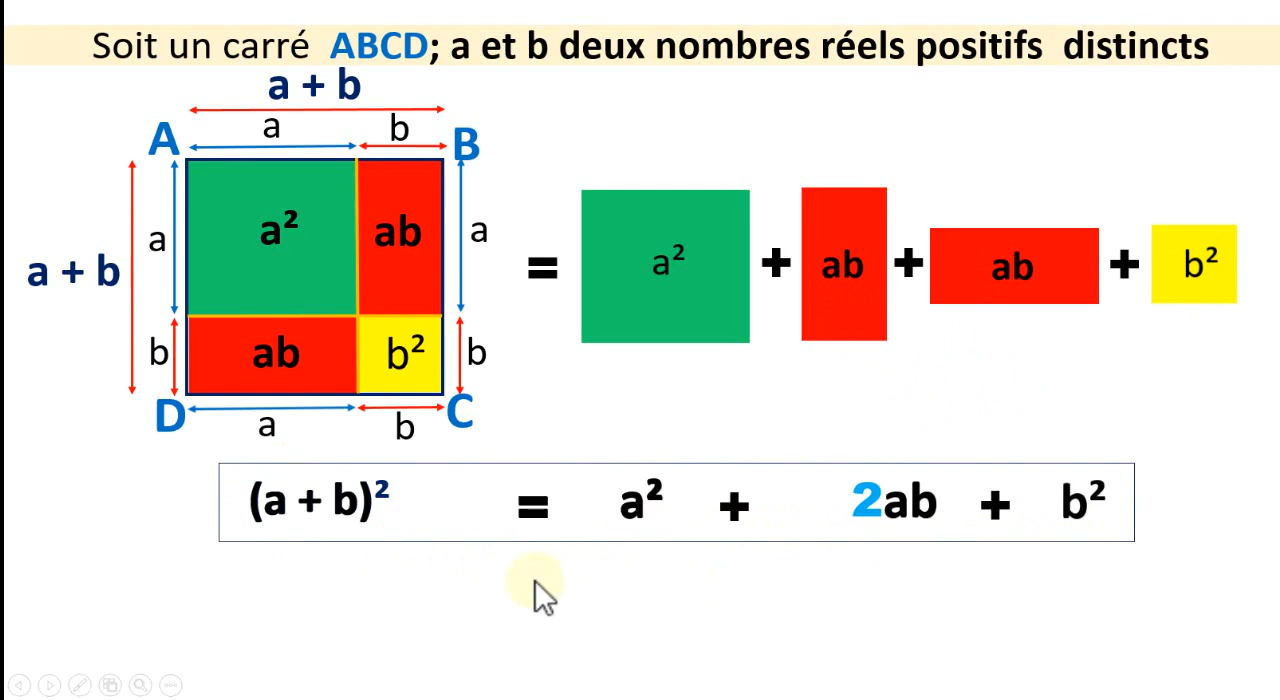 Soit un carré ABCD; a et b deux nombres réels positifs distincts
a + b
a b
A B
a² ab
a a
a + b
= a² + ab + ab + b²
b ab b² b
D C
a b
(a + b)² = a² + 2ab + b²